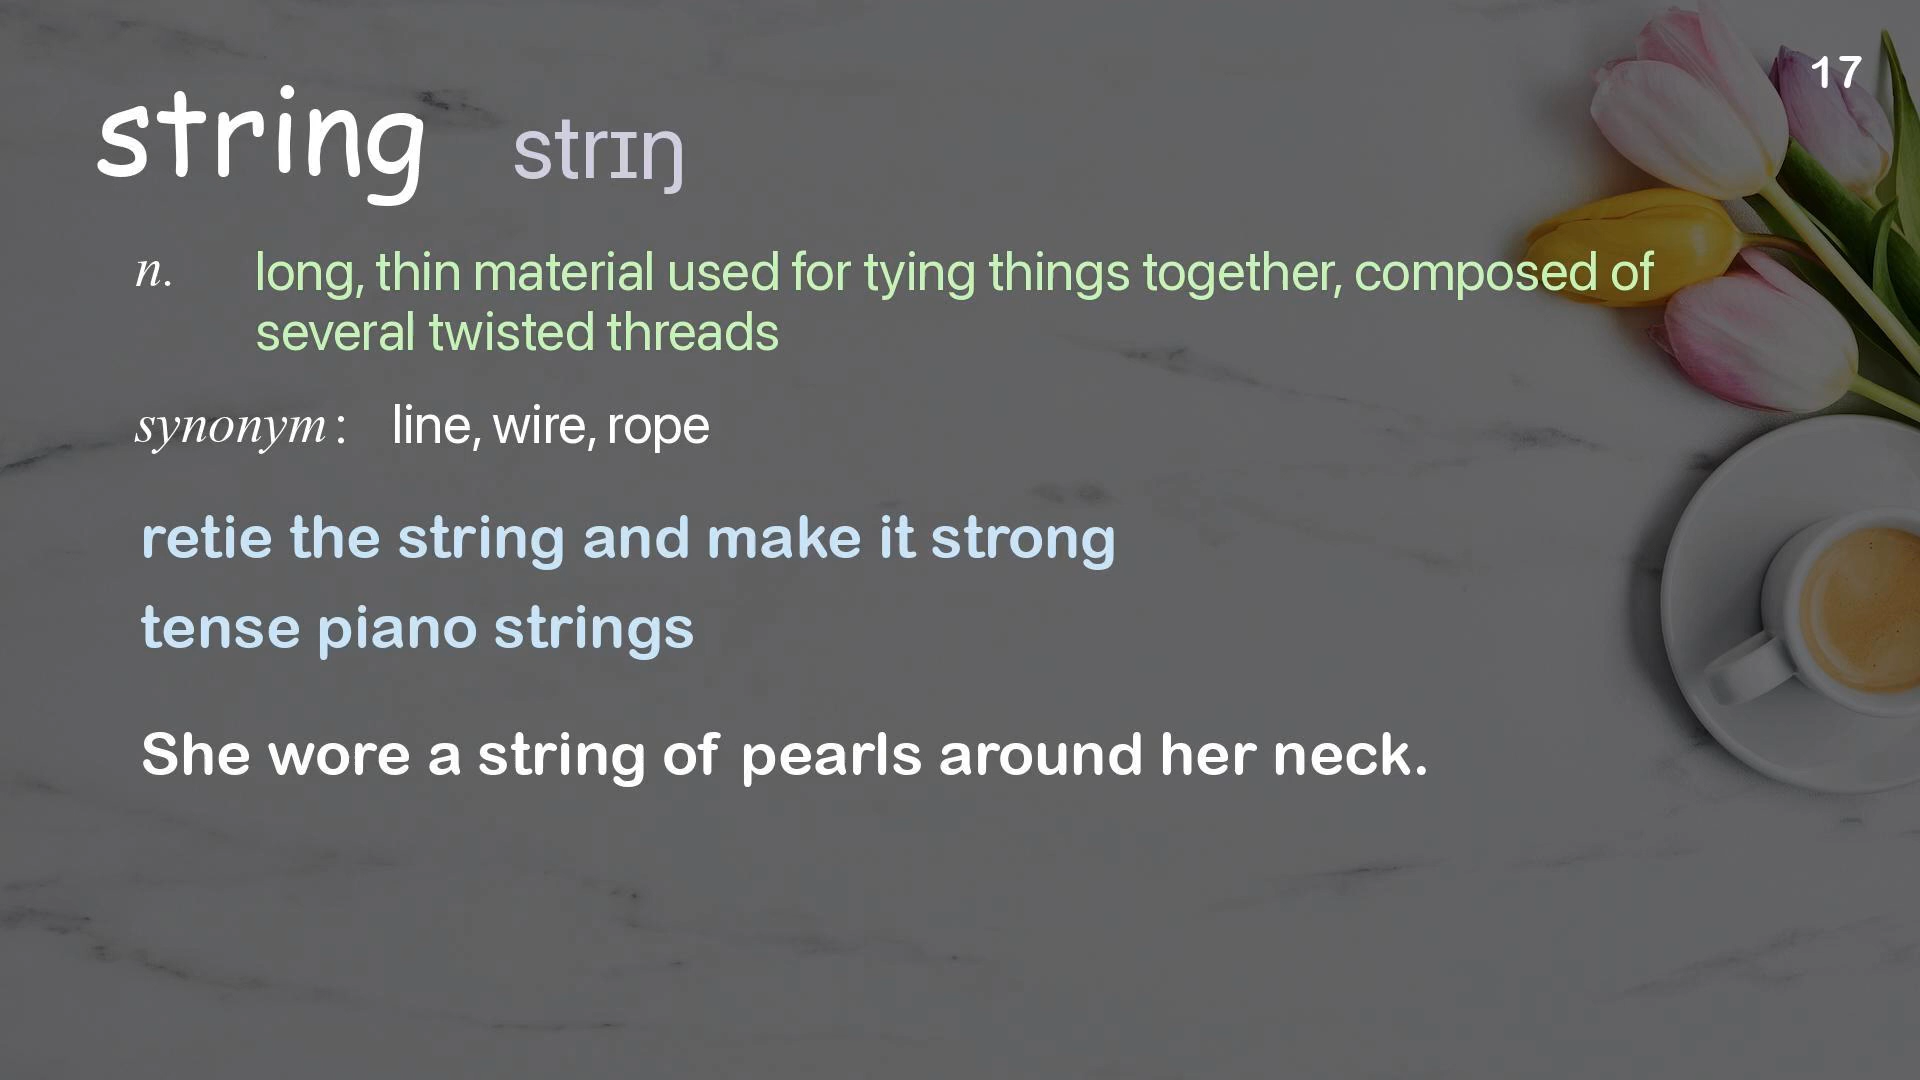 17
string strɪŋ
n. long, thin material used for tying things together, composed of
several twisted threads
synonym: line, wire, rope
retie the string and make it strong
tense piano strings
She wore a string of pearls around her neck.